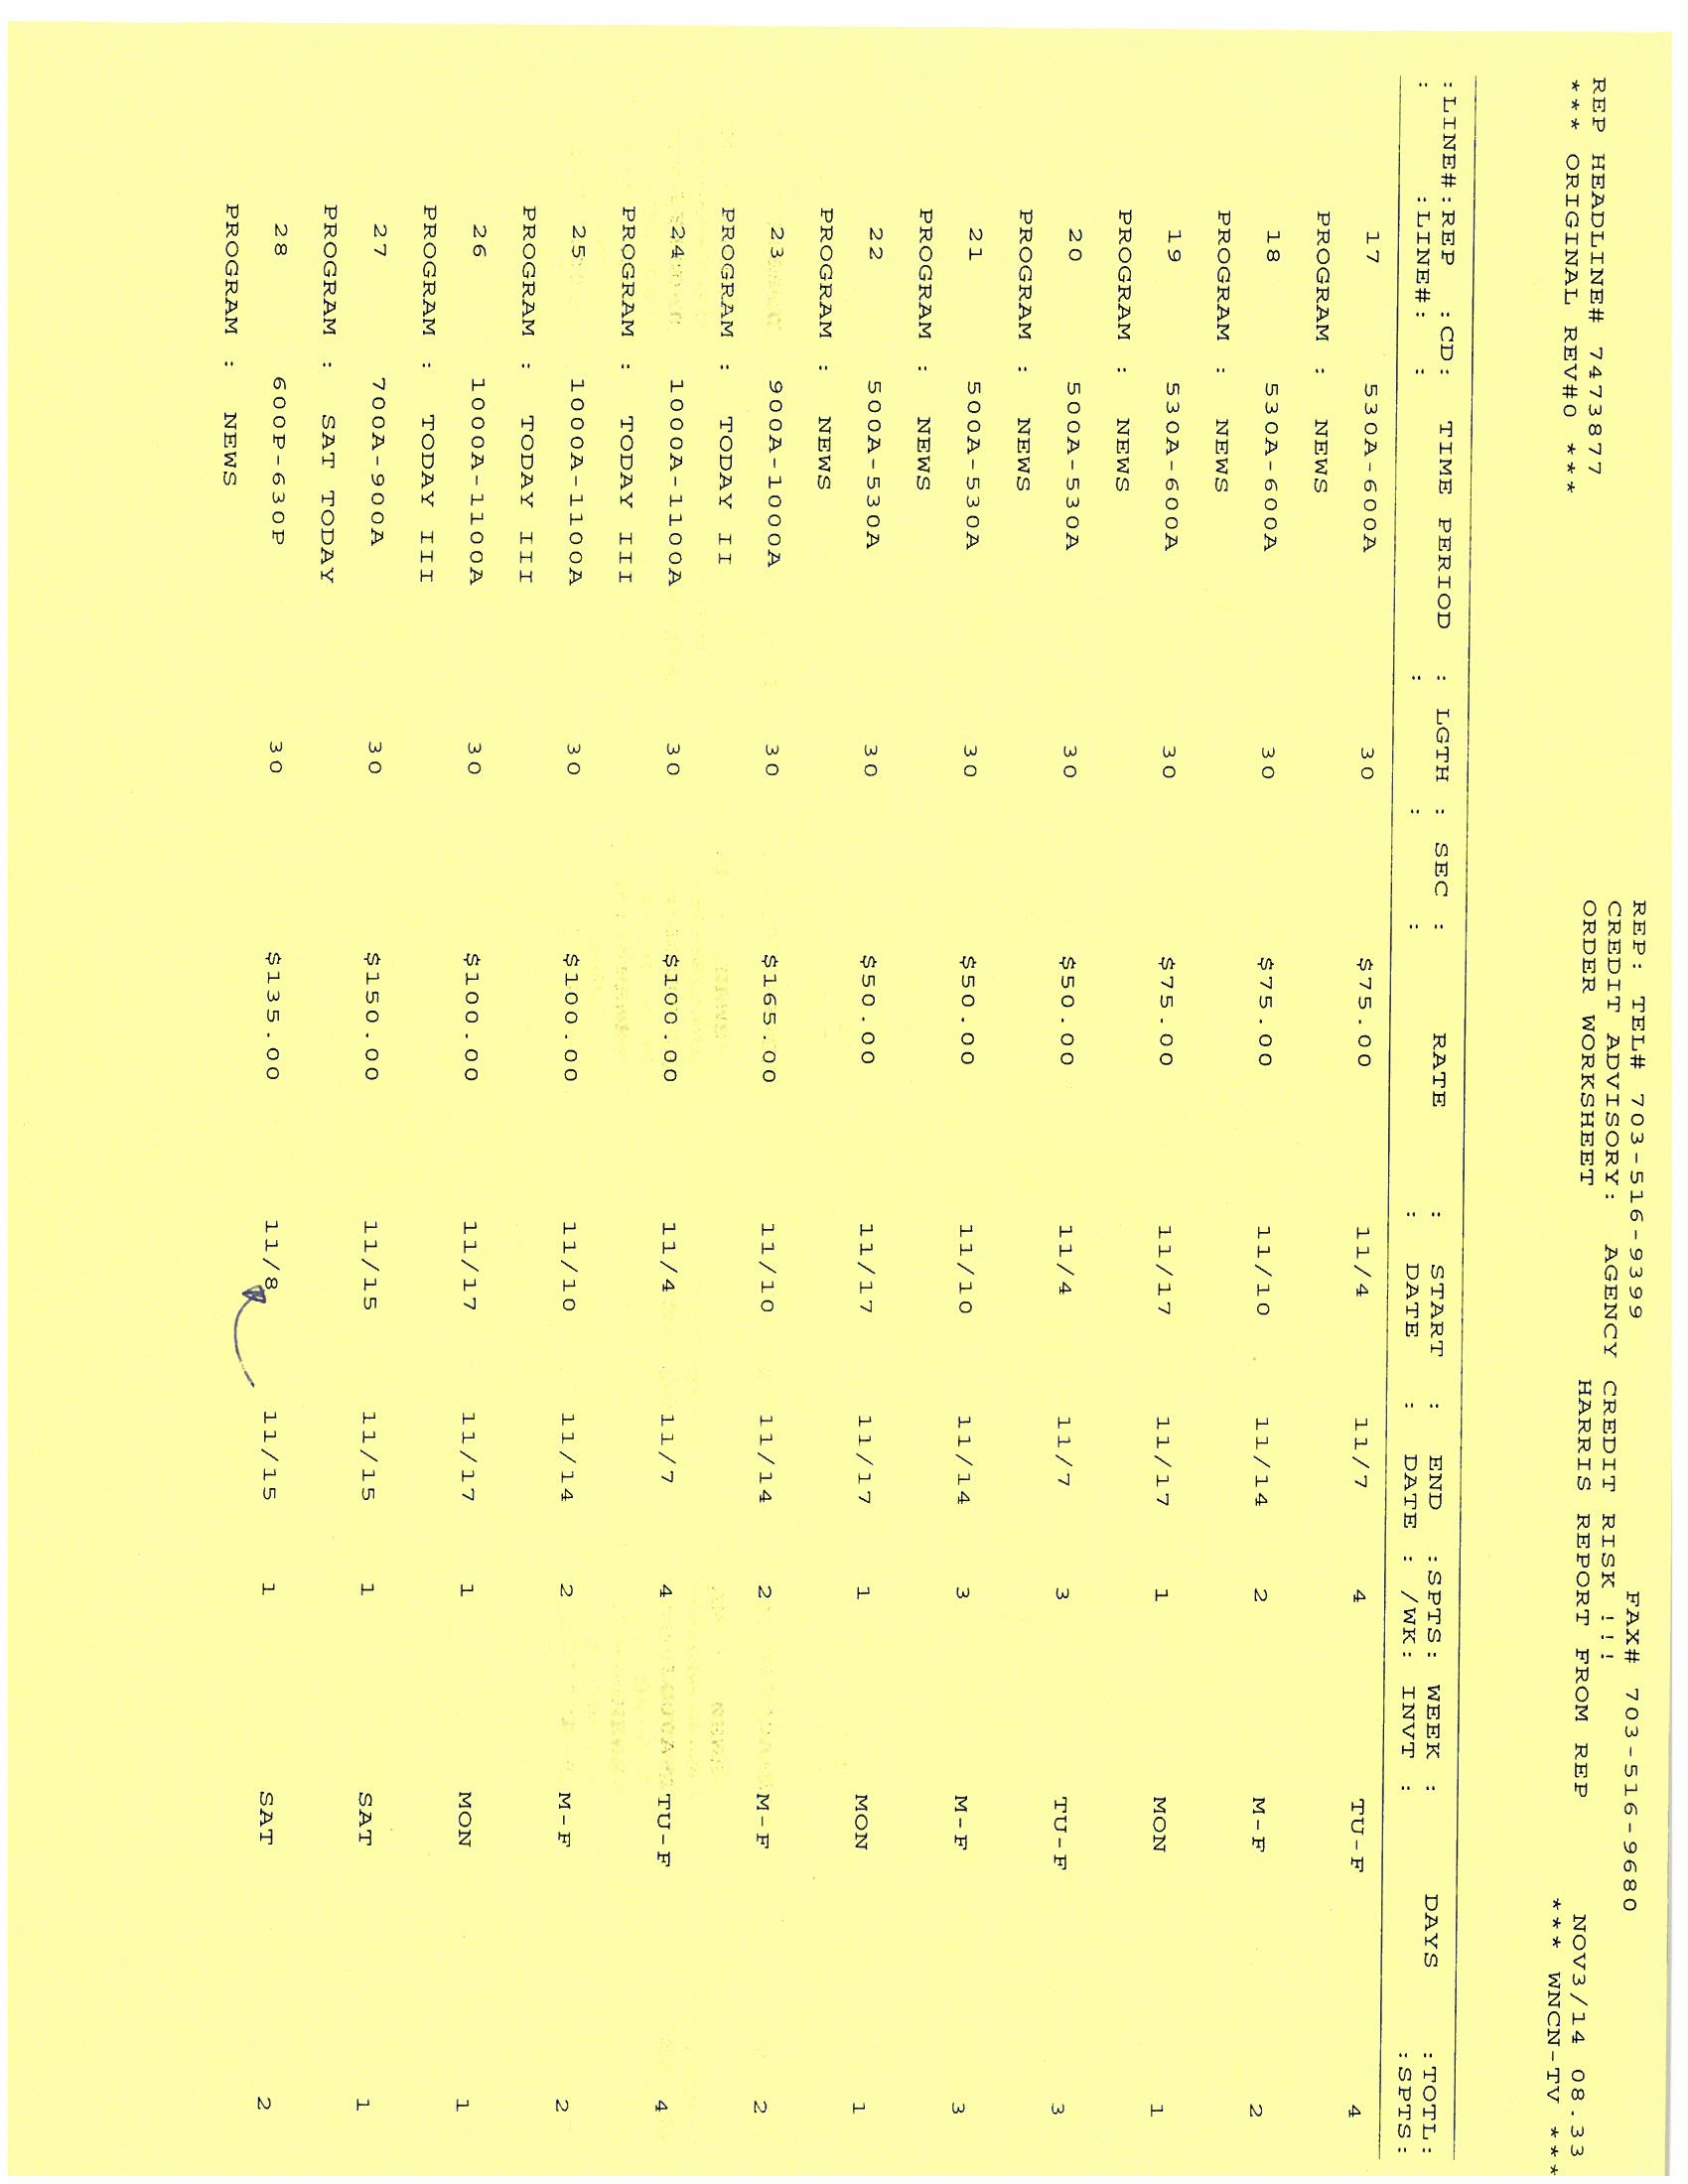 REP: TEL# 703-516-9399 FAX# 703-516-9680
CREDIT ADVISORY: AGENCY CREDIT RISK !!!
REP HEADLINE# 7473877 ORDER WORKSHEET HARRIS REPORT FROM REP NOV3/14 08.33
*** ORIGINAL REV#0 *** *** WNCN-TV ***
:LINE#:REP :CD: TIME PERIOD : LGTH : SEC : RATE : START : END :SPTS: WEEK : DAYS :TOTL:
: :LINE#: : : : : : DATE : DATE : /WK: INVT : :SPTS:
17 530A-600A 30 $75.00 11/4 11/7 4 TU-F 4
PROGRAM : NEWS
18 530A-600A 30 $75.00 11/10 11/14 2 M-F 2
PROGRAM : NEWS
19 530A-600A 30 $75.00 11/17 11/17 1 MON 1
PROGRAM : NEWS
20 500A-530A 30 $50.00 11/4 11/7 3 TU-F 3
PROGRAM : NEWS
21 500A-530A 30 $50.00 11/10 11/14 3 M-F 3
PROGRAM : NEWS
22 500A-530A 30 $50.00 11/17 11/17 1 MON 1
PROGRAM : NEWS
23 900A-1000A 30 $165.00 11/10 11/14 2 M-F 2
PROGRAM : TODAY II
24 1000A-1100A 30 $100.00 11/4 11/7 4 TU-F 4
PROGRAM : TODAY III
25 1000A-1100A 30 $100.00 11/10 11/14 2 M-F 2
PROGRAM : TODAY III
26 1000A-1100A 30 $100.00 11/17 11/17 1 MON 1
PROGRAM : TODAY III
27 700A-900A 30 $150.00 11/15 11/15 1 SAT 1
PROGRAM : SAT TODAY
28 600P-630P 30 $135.00 11/8 11/15 1 SAT 2
PROGRAM : NEWS